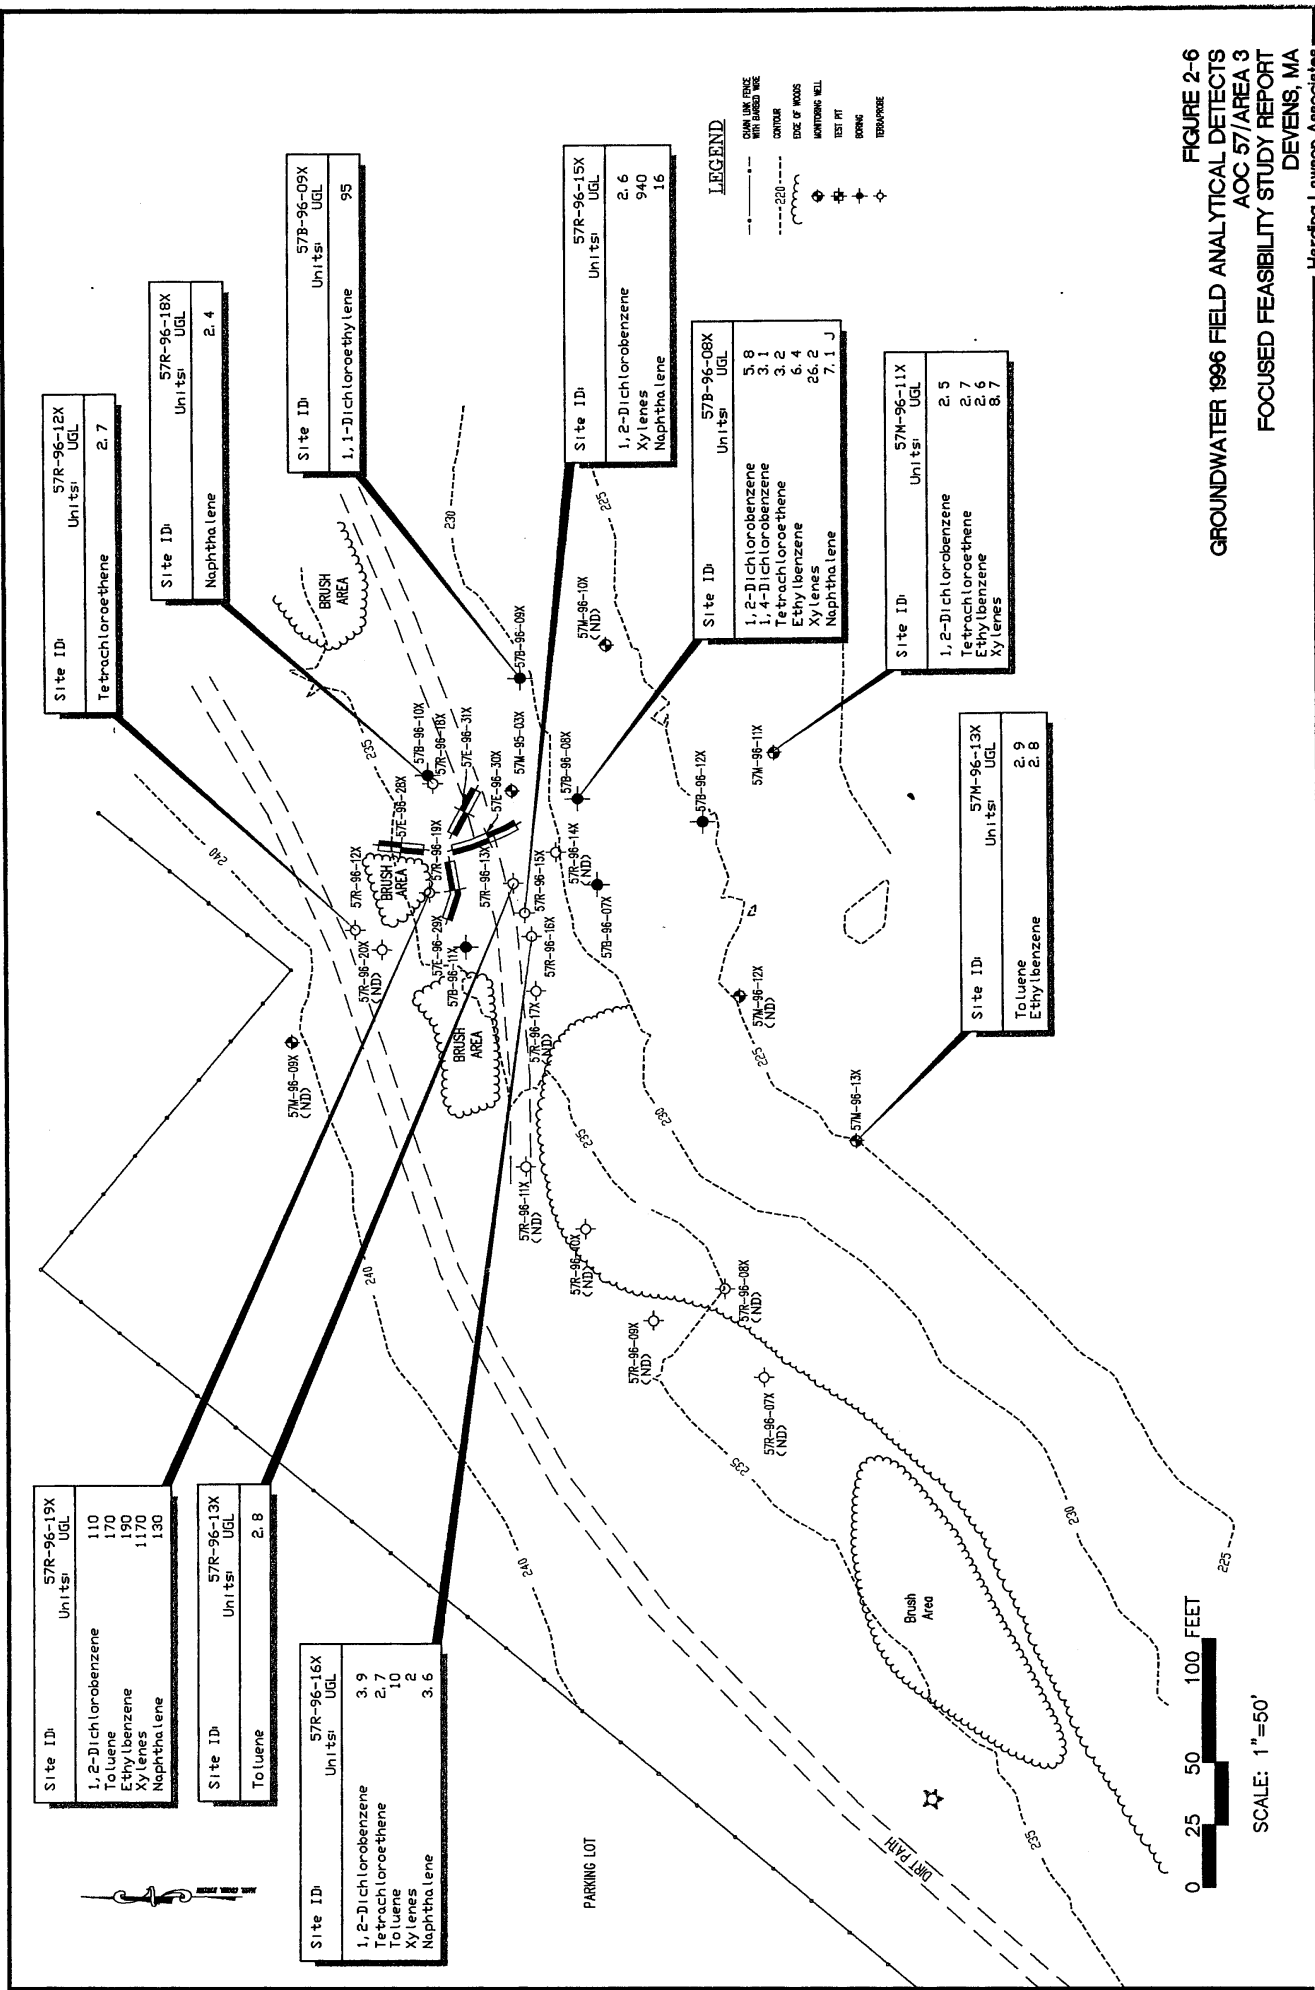 Site ID: 57R-96-19X
Units: UGL
1,2-Dichlorobenzene 110
Toluene 170
Ethylbenzene 190
Xylenes 1170
Naphthalene 130
Site ID: 57R-96-13X
Units: UGL
Toluene 2.8
Site ID: 57R-96-16X
Units: UGL
1,2-Dichlorobenzene 3.9
Tetrachloroethene 2.7
Toluene 10
Xylenes 2
Naphthalene 3.6
Site ID: 57R-96-12X
Units: UGL
Tetrachloroethene 2.7
Site ID: 57R-96-18X
Units: UGL
Naphthalene 2.4
Site ID: 57B-96-09X
Units: UGL
1,1-Dichloroethylene 95
Site ID: 57R-96-15X
Units: UGL
1,2-Dichlorobenzene 2.6
Xylenes 940
Naphthalene 16
Site ID: 57B-96-08X
Units: UGL
1,2-Dichlorobenzene 5.8
1,4-Dichlorobenzene 3.1
Tetrachloroethene 3.2
Ethylbenzene 6.4
Xylenes 26.2
Naphthalene 7.1 J
Site ID: 57M-96-11X
Units: UGL
1,2-Dichlorobenzene 2.5
Tetrachloroethene 2.7
Ethylbenzene 2.6
Xylenes 8.7
Site ID: 57M-96-13X
Units: UGL
Toluene 2.9
Ethylbenzene 2.8
57M-96-09X
(ND)
57R-96-12X
57R-96-20X
(ND)
57E-96-28X
57B-96-10X
57R-96-18X
57E-96-31X
57R-96-19X
57E-96-30X
57M-95-03X
57R-96-13X
57E-96-29X
57B-96-11X
57R-96-15X
57R-96-16X
57R-96-17X
(ND)
57R-96-14X
(ND)
57B-96-07X
57B-96-08X
57B-96-09X
57M-96-10X
(ND)
57B-96-12X
57M-96-11X
57M-96-12X
(ND)
57M-96-13X
57R-96-11X
(ND)
57R-96-10X
(ND)
57R-96-09X
(ND)
57R-96-08X
(ND)
57R-96-07X
(ND)
BRUSH
AREA
BRUSH
AREA
BRUSH
AREA
Brush
Area
240
240
240
235
235
235
235
230
230
230
225
225
225
PARKING LOT
DIRT PATH
0 25 50 100 FEET
SCALE: 1"=50'
LEGEND
CHAIN LINK FENCE
WITH BARBED WIRE
220 CONTOUR
EDGE OF WOODS
MONITORING WELL
TEST PIT
BORING
TERRAPROBE
FIGURE 2-6
GROUNDWATER 1996 FIELD ANALYTICAL DETECTS
AOC 57/AREA 3
FOCUSED FEASIBILITY STUDY REPORT
DEVENS, MA
Harding Lawson Associates